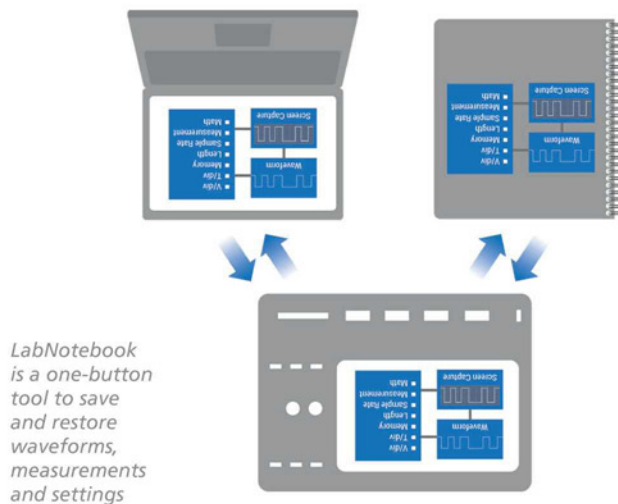 Waveform
Screen Capture
V/div
T/div
Memory
Length
Sample Rate
Measurement
Math
Waveform
Screen Capture
V/div
T/div
Memory
Length
Sample Rate
Measurement
Math
LabNotebook
is a one-button
tool to save
and restore
waveforms,
measurements
and settings
Waveform
Screen Capture
V/div
T/div
Memory
Length
Sample Rate
Measurement
Math